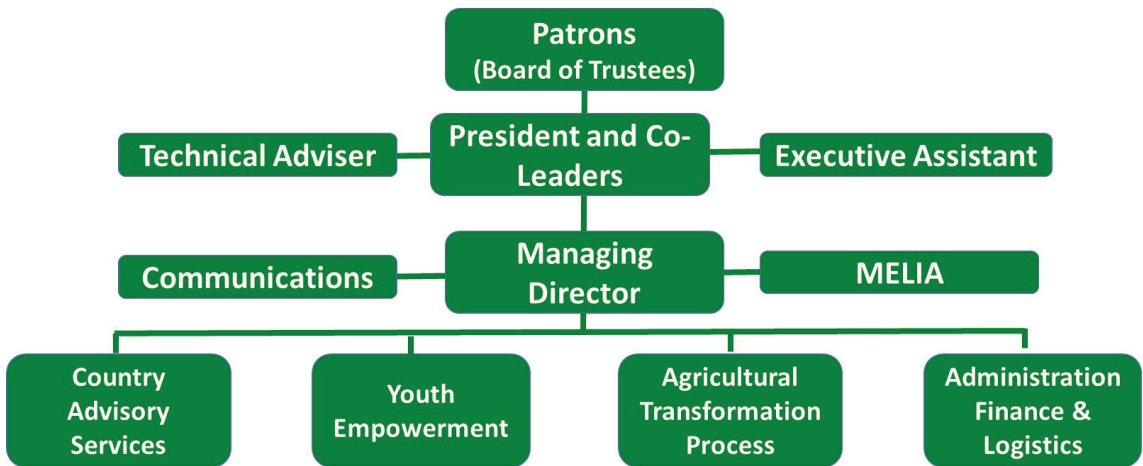 Patrons
(Board of Trustees)
Technical Adviser
President and Co-
Leaders
Executive Assistant
Communications
Managing
Director
MELIA
Country
Advisory
Services
Youth
Empowerment
Agricultural
Transformation
Process
Administration
Finance &
Logistics